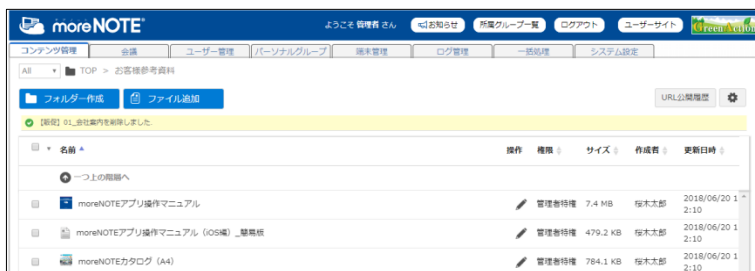 moreNOTE®
ようこそ 管理者 さん お知らせ 所属グループ一覧 ログアウト ユーザーサイト Green Action
コンテンツ管理 会議 ユーザー管理 パーソナルグループ 端末管理 ログ管理 一括処理 システム設定
All TOP > お客様参考資料
フォルダー作成 ファイル追加 URL公開履歴
【販促】01_会社案内を削除しました
名前 操作 権限 サイズ 作成者 更新日時
一つ上の階層へ
moreNOTEアプリ操作マニュアル 管理者特権 7.4 MB 桜木太郎 2018/06/20 1
2:10
moreNOTEアプリ操作マニュアル（iOS編）_簡易版 管理者特権 479.2 KB 桜木太郎 2018/06/20 1
2:10
moreNOTEカタログ（A4） 管理者特権 784.1 KB 桜木太郎 2018/06/20 1
2:10